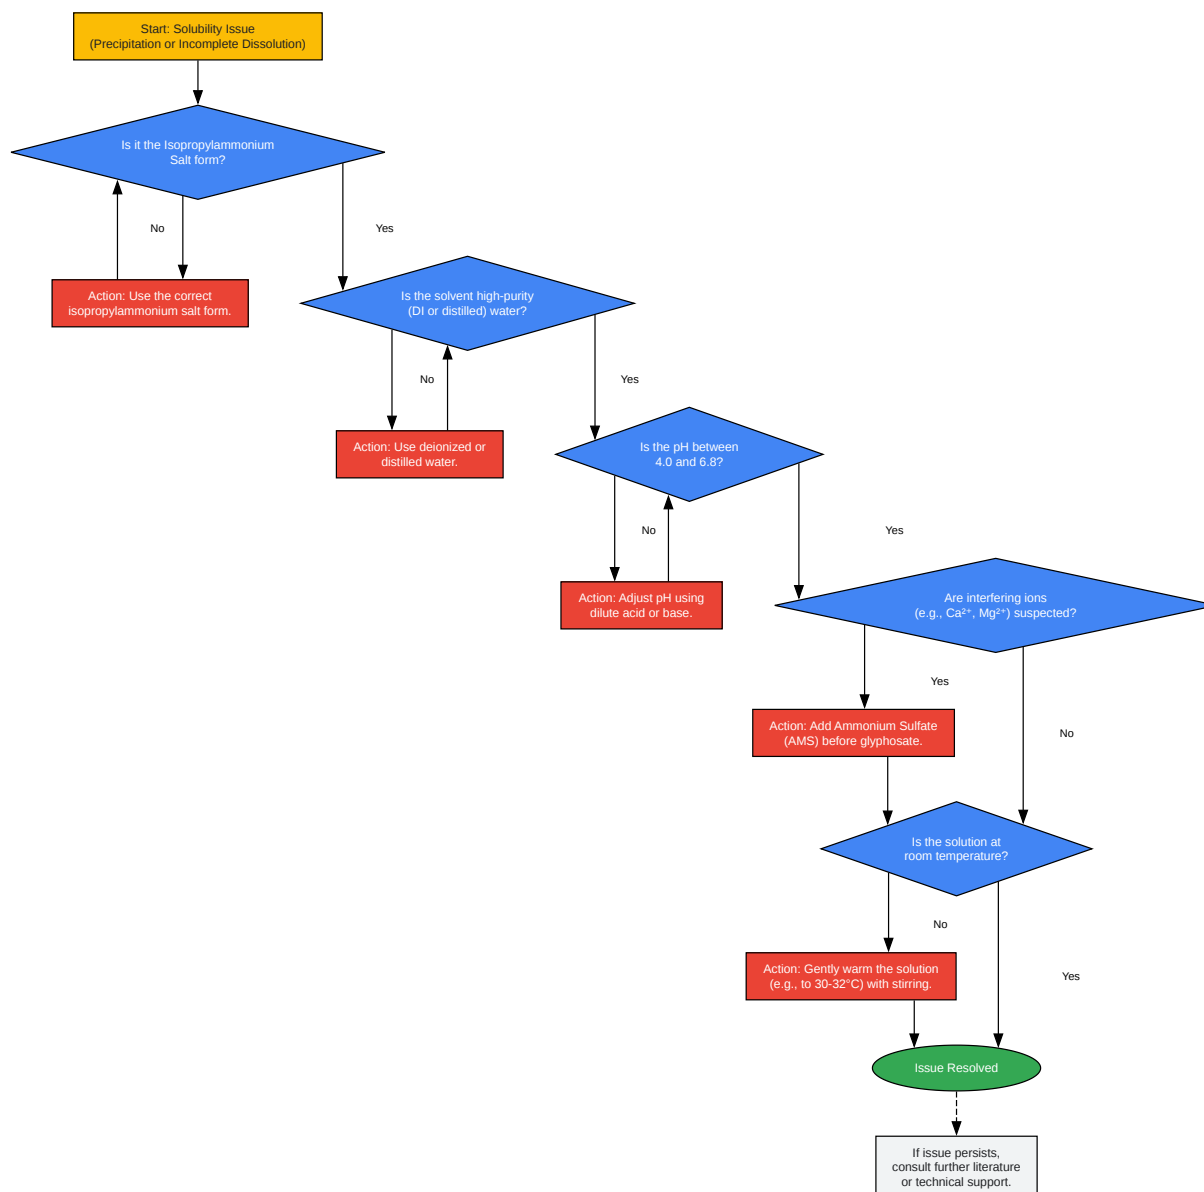 Start: Solubility Issue
(Precipitation or Incomplete Dissolution)
Is it the Isopropylammonium
Salt form?
No
Yes
Action: Use the correct
isopropylammonium salt form.
Is the solvent high-purity
(DI or distilled) water?
No
Yes
Action: Use deionized or
distilled water.
Is the pH between
4.0 and 6.8?
No
Yes
Action: Adjust pH using
dilute acid or base.
Are interfering ions
(e.g., Ca²⁺, Mg²⁺) suspected?
Yes
No
Action: Add Ammonium Sulfate
(AMS) before glyphosate.
Is the solution at
room temperature?
No
Yes
Action: Gently warm the solution
(e.g., to 30-32°C) with stirring.
Issue Resolved
If issue persists,
consult further literature
or technical support.